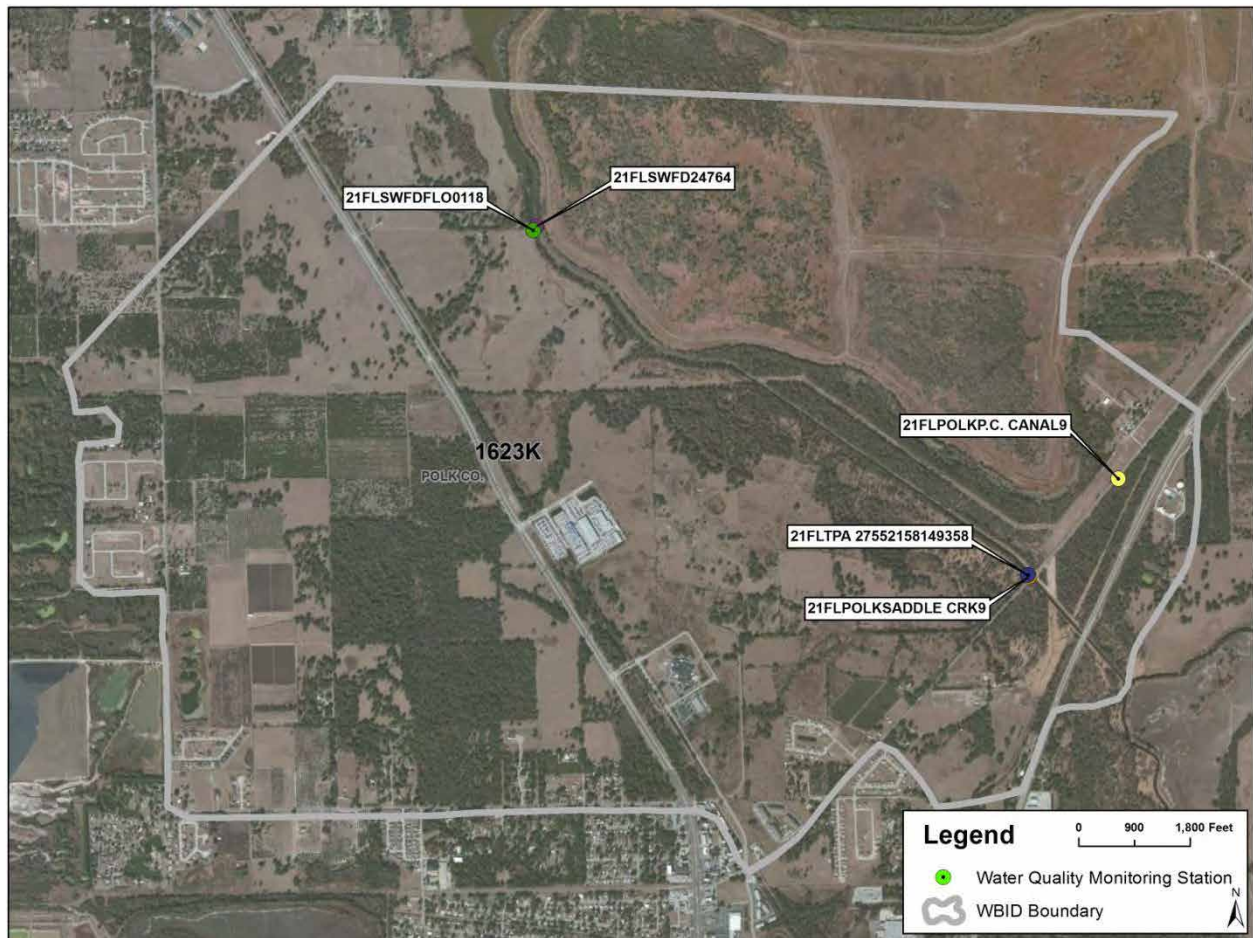 21FLSWFD24764
21FLSWFDFLO0118
21FLPOLKP.C. CANAL9
1623K
POLK CO.
21FLTPA 27552158149358
21FLPOLKSADDLE CRK9
Legend
0 900 1,800 Feet
Water Quality Monitoring Station
WBID Boundary
N